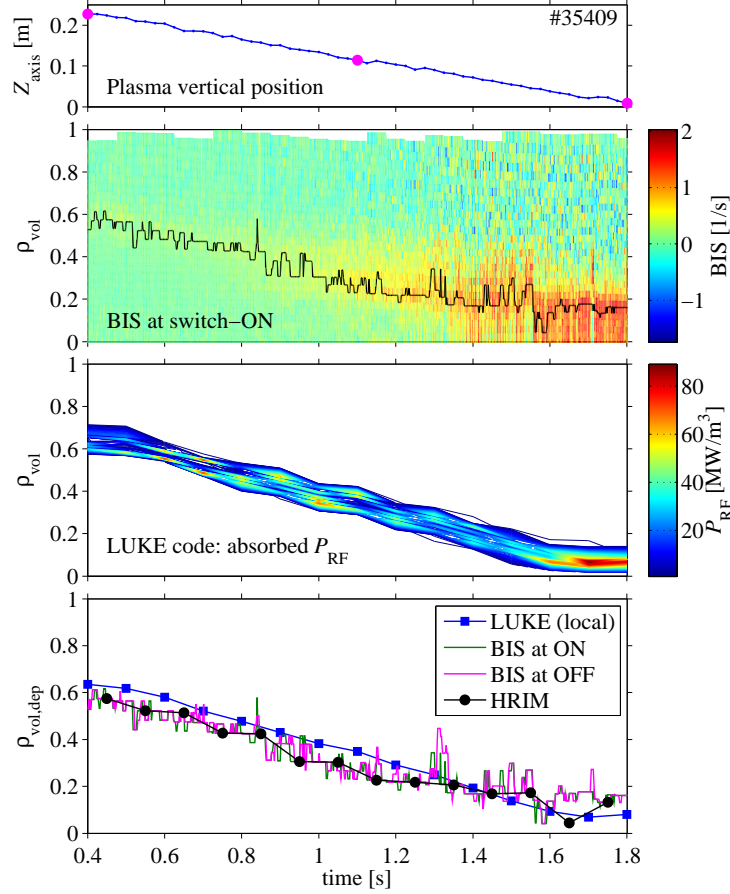 #35409
0.2
0.1
0
Z_axis [m]
Plasma vertical position
1
0.8
0.6
0.4
0.2
0
ρ_vol
BIS at switch−ON
2
1
0
−1
BIS [1/s]
1
0.8
0.6
0.4
0.2
0
ρ_vol
LUKE code: absorbed P_RF
80
60
40
20
P_RF [MW/m³]
1
0.8
0.6
0.4
0.2
0
ρ_vol,dep
LUKE (local)
BIS at ON
BIS at OFF
HRIM
0.4 0.6 0.8 1 1.2 1.4 1.6 1.8
time [s]